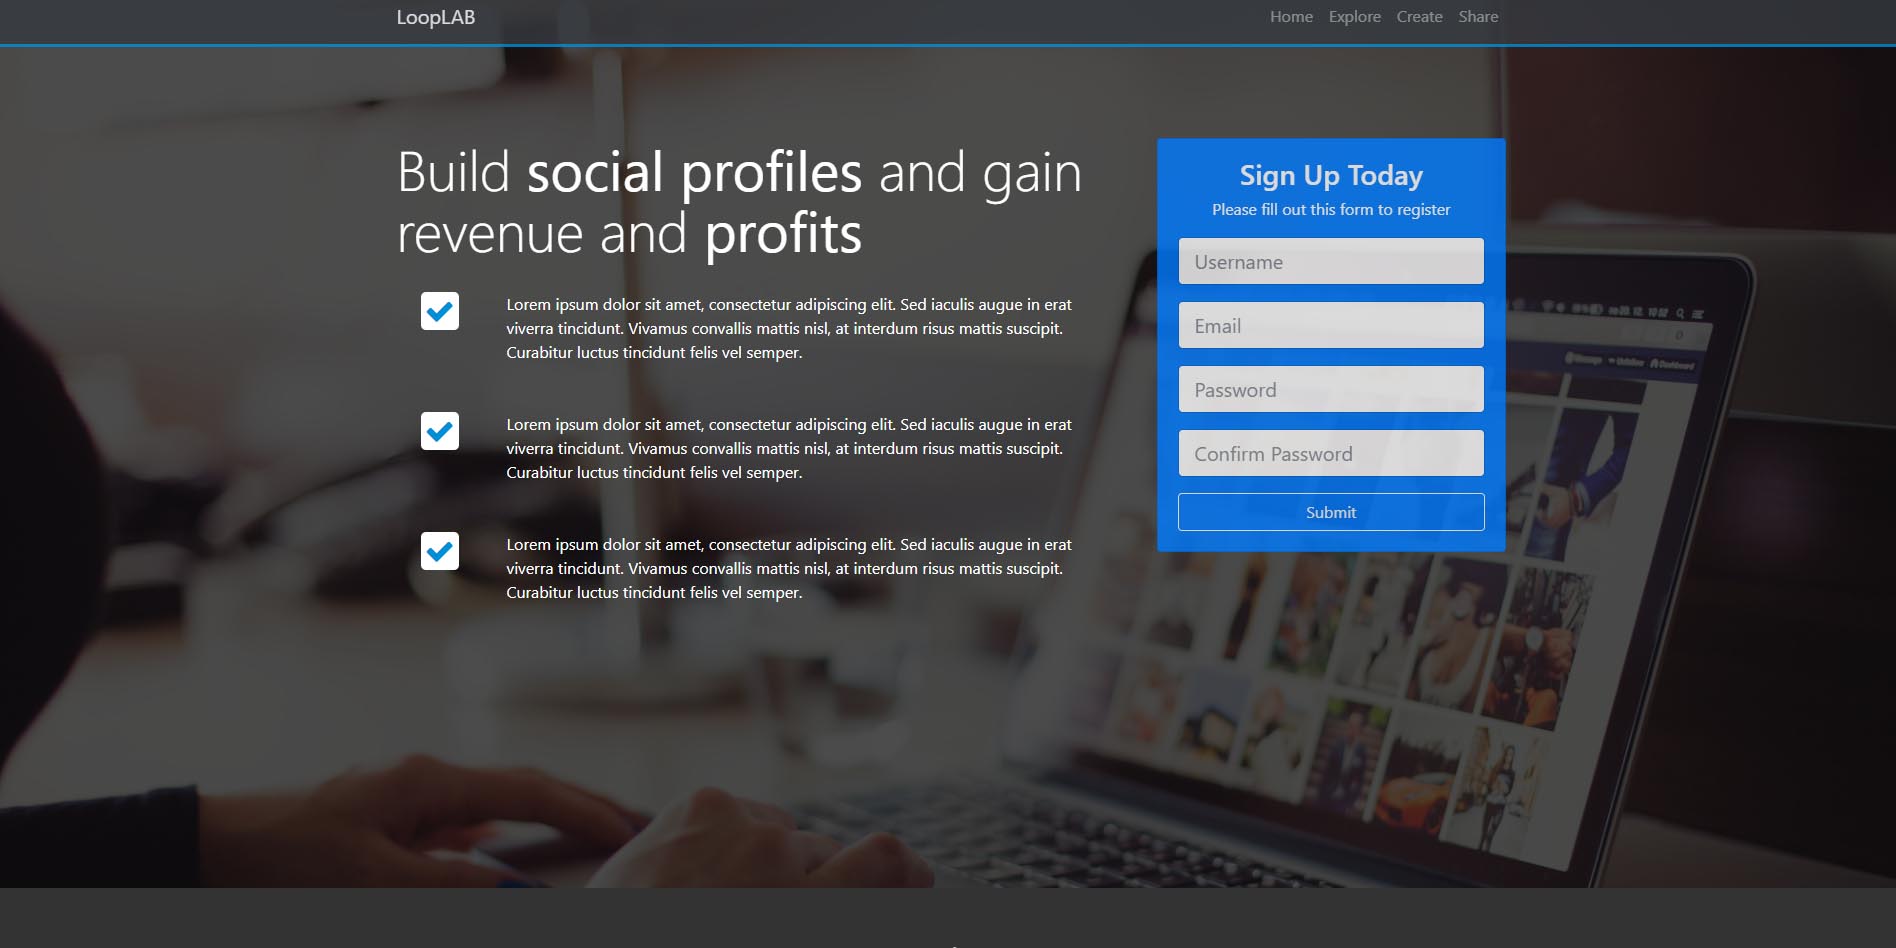 LoopLAB
Home Explore Create Share
Build social profiles and gain
revenue and profits
Lorem ipsum dolor sit amet, consectetur adipiscing elit. Sed iaculis augue in erat
viverra tincidunt. Vivamus convallis mattis nisl, at interdum risus mattis suscipit.
Curabitur luctus tincidunt felis vel semper.
Lorem ipsum dolor sit amet, consectetur adipiscing elit. Sed iaculis augue in erat
viverra tincidunt. Vivamus convallis mattis nisl, at interdum risus mattis suscipit.
Curabitur luctus tincidunt felis vel semper.
Lorem ipsum dolor sit amet, consectetur adipiscing elit. Sed iaculis augue in erat
viverra tincidunt. Vivamus convallis mattis nisl, at interdum risus mattis suscipit.
Curabitur luctus tincidunt felis vel semper.
Sign Up Today
Please fill out this form to register
Username
Email
Password
Confirm Password
Submit
Dashboard